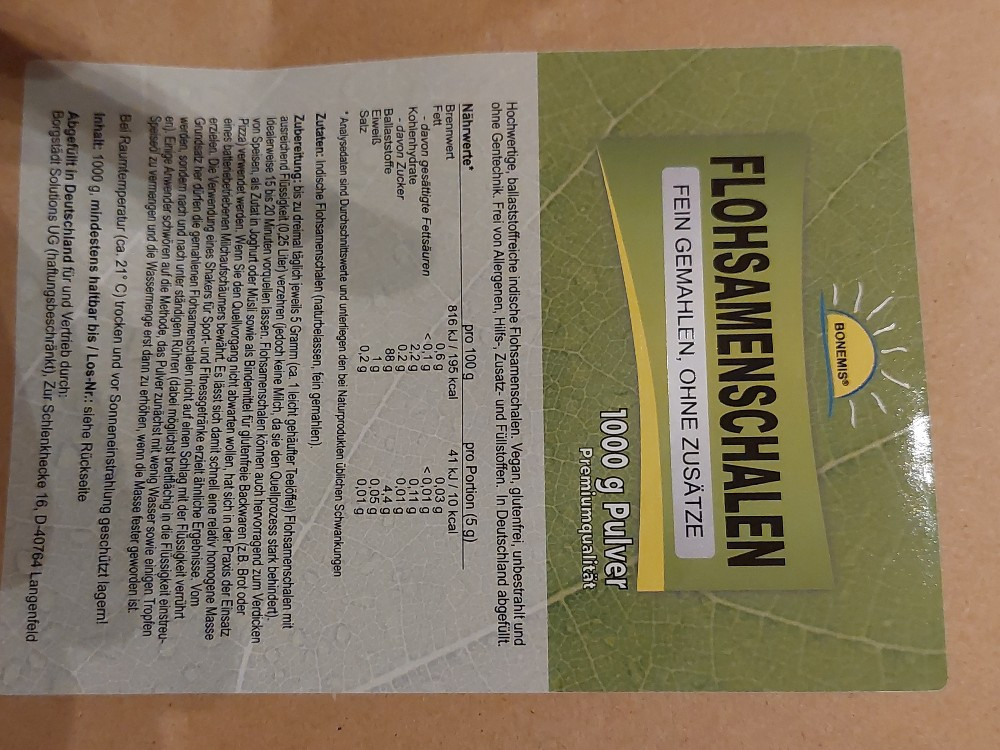 BONEMIS®
FLOHSAMENSCHALEN
FEIN GEMAHLEN, OHNE ZUSÄTZE
1000 g Pulver
Premiumqualität
Hochwertige, ballaststoffreiche indische Flohsamenschalen. Vegan, glutenfrei, unbestrahlt und
ohne Gentechnik. Frei von Allergenen, Hilfs-, Zusatz- und Füllstoffen. In Deutschland abgefüllt.
Nährwerte* pro 100 g pro Portion (5 g)
Brennwert 816 kJ / 195 kcal 41 kJ / 10 kcal
Fett 0,6 g 0,03 g
- davon gesättigte Fettsäuren < 0,1 g < 0,01 g
Kohlenhydrate 2,2 g 0,11 g
- davon Zucker 0,2 g 0,01 g
Ballaststoffe 88 g 4,4 g
Eiweiß 1 g 0,05 g
Salz 0,2 g 0,01 g
* Analysedaten sind Durchschnittswerte und unterliegen den bei Naturprodukten üblichen Schwankungen
Zutaten: Indische Flohsamenschalen (naturbelassen, fein gemahlen)
Zubereitung: bis zu dreimal täglich jeweils 5 Gramm (ca. 1 leicht gehäufter Teelöffel) Flohsamenschalen mit
ausreichend Flüssigkeit (0,25 Liter) verzehren (jedoch keine Milch, da sie den Quellprozess stark behindert).
Idealerweise 15 bis 20 Minuten vorquellen lassen. Flohsamenschalen können auch hervorragend zum Verdicken
von Speisen, als Zutat in Joghurt oder Müsli sowie als Bindemittel für glutenfreie Backwaren (z.B. Brot oder
Pizza) verwendet werden. Wenn Sie den Quellvorgang nicht abwarten wollen, hat sich in der Praxis der Einsatz
eines batteriebetriebenen Milchaufschäumers bewährt. Es lässt sich damit schnell eine relativ homogene Masse
erzielen. Die Verwendung eines Shakers für Sport- und Fitnessgetränke erzielt ähnliche Ergebnisse. Vom
Grundsatz her dürfen die gemahlenen Flohsamenschalen nicht auf einen Schlag mit der Flüssigkeit verrührt
werden, sondern nach und nach unter ständigem Rühren (dabei möglichst breitflächig in die Flüssigkeit einstreu-
en). Einige Anwender schwören auf die Methode, das Pulver zunächst mit wenig Wasser sowie einigen Tropfen
Speiseöl zu vermengen und die Wassermenge erst dann zu erhöhen, wenn die Masse fester geworden ist.
Bei Raumtemperatur (ca. 21° C) trocken und vor Sonneneinstrahlung geschützt lagern!
Inhalt: 1000 g, mindestens haltbar bis / Los-Nr.: siehe Rückseite
Abgefüllt in Deutschland für und Vertrieb durch:
Borgstädt Solutions UG (haftungsbeschränkt), Zur Schlenkhecke 16, D-40764 Langenfeld